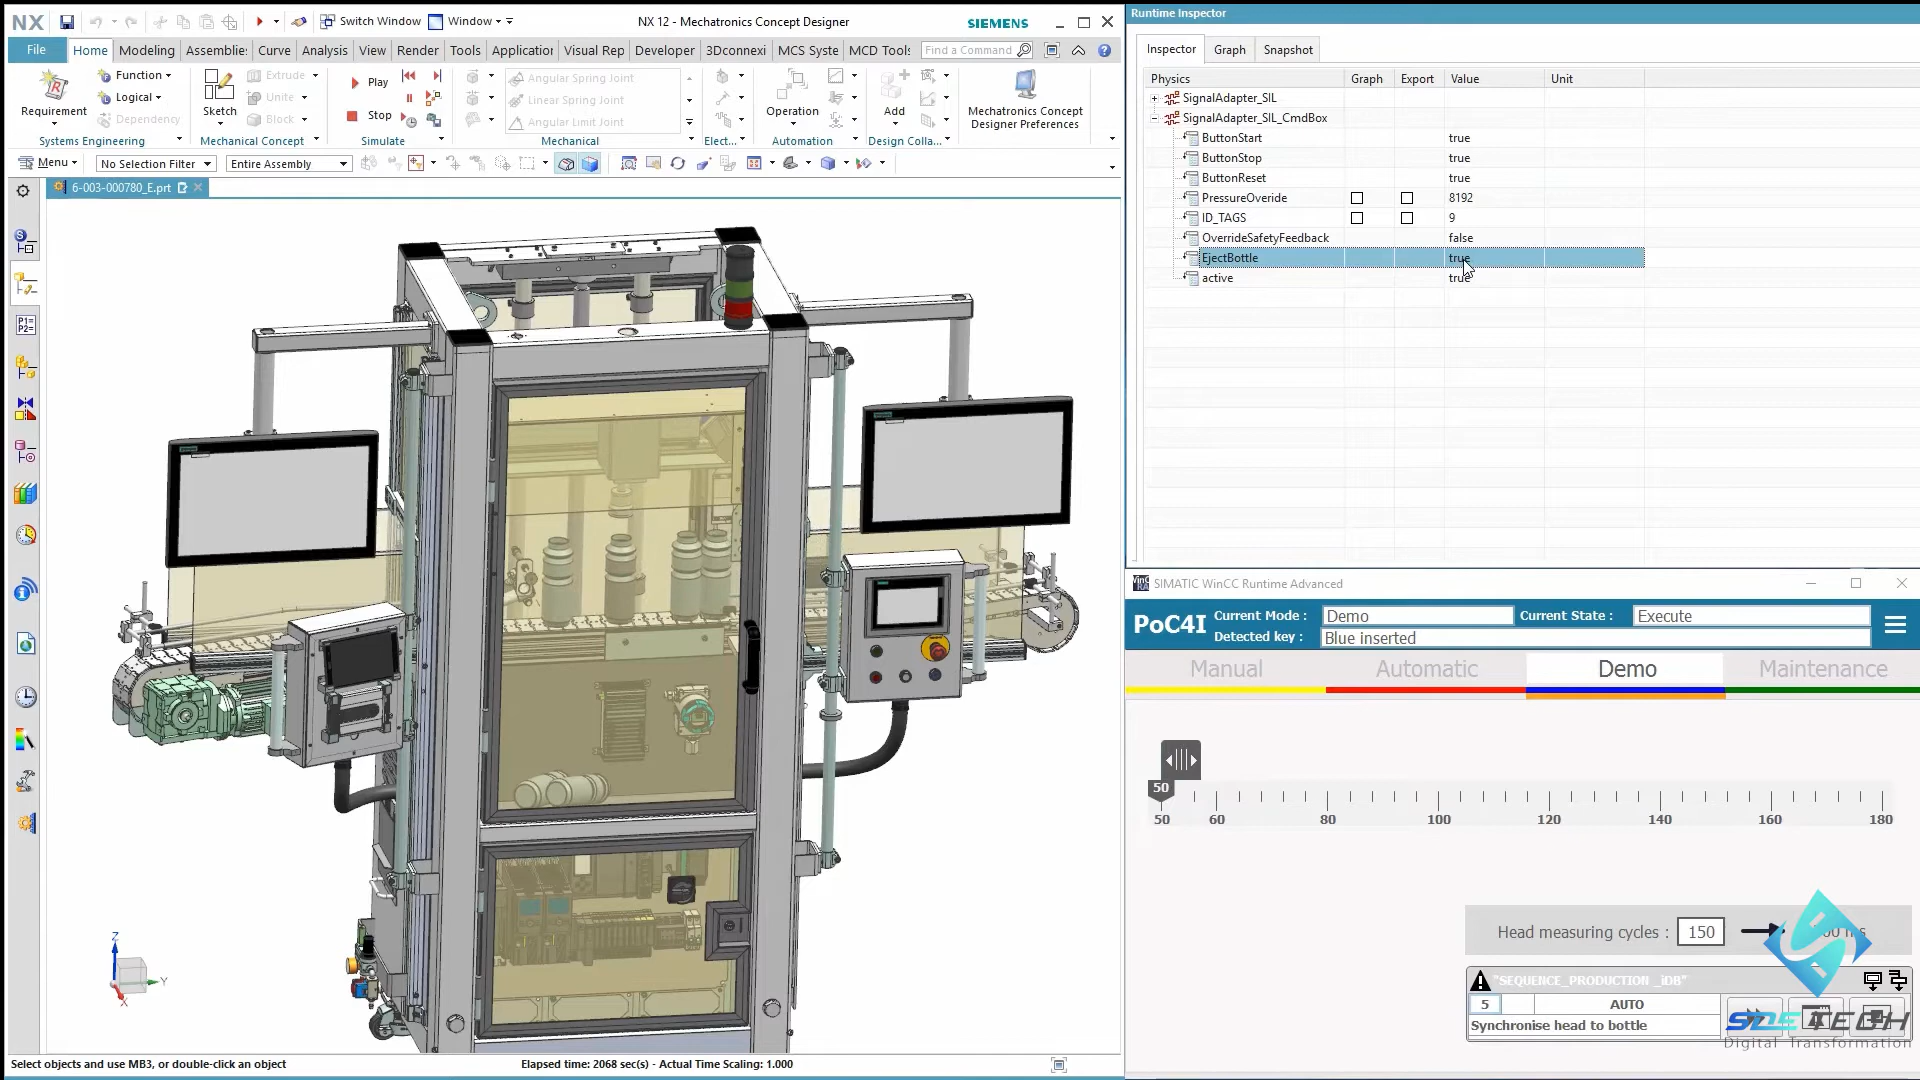 NX
Switch Window
Window
NX 12 - Mechatronics Concept Designer
SIEMENS
File
Home
Modeling
Assemblies
Curve
Analysis
View
Render
Tools
Application
Visual Rep
Developer
3Dconnexi
MCS Syste
MCD Tools
Find a Command
Requirement
Function
Logical
Dependency
Systems Engineering
Sketch
Extrude
Unite
Block
Mechanical Concept
Play
Stop
Simulate
Angular Spring Joint
Linear Spring Joint
Angular Limit Joint
Mechanical
Elect...
Operation
Automation
Add
Design Colla...
Mechatronics Concept
Designer Preferences
Menu
No Selection Filter
Entire Assembly
6-003-000780_E.prt
Z
Y
X
Select objects and use MB3, or double-click an object
Elapsed time: 2068 sec(s) - Actual Time Scaling: 1.000
Runtime Inspector
Inspector
Graph
Snapshot
Physics Graph Export Value Unit
SignalAdapter_SIL
SignalAdapter_SIL_CmdBox
ButtonStart true
ButtonStop true
ButtonReset true
PressureOveride 8192
ID_TAGS 9
OverrideSafetyFeedback false
EjectBottle true
active true
SIMATIC WinCC Runtime Advanced
PoC4I
Current Mode : Demo Current State : Execute
Detected key : Blue inserted
Manual Automatic Demo Maintenance
50
50 60 80 100 120 140 160 180
Head measuring cycles : 150
"SEQUENCE_PRODUCTION _iDB"
5 AUTO
Synchronise head to bottle
SDE TECH
Digital Transformation